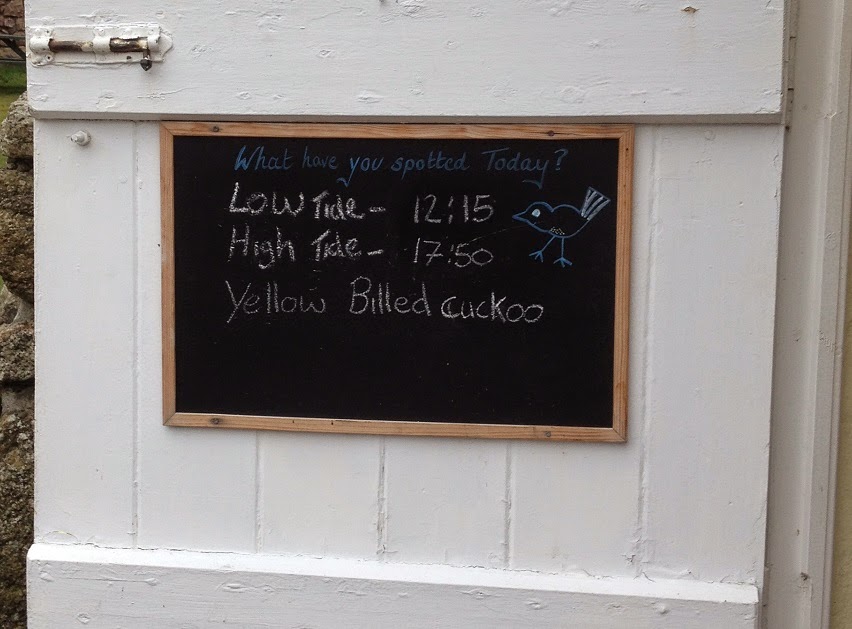 What have you spotted Today?
Low Tide - 12:15
High Tide - 17:50
Yellow Billed cuckoo